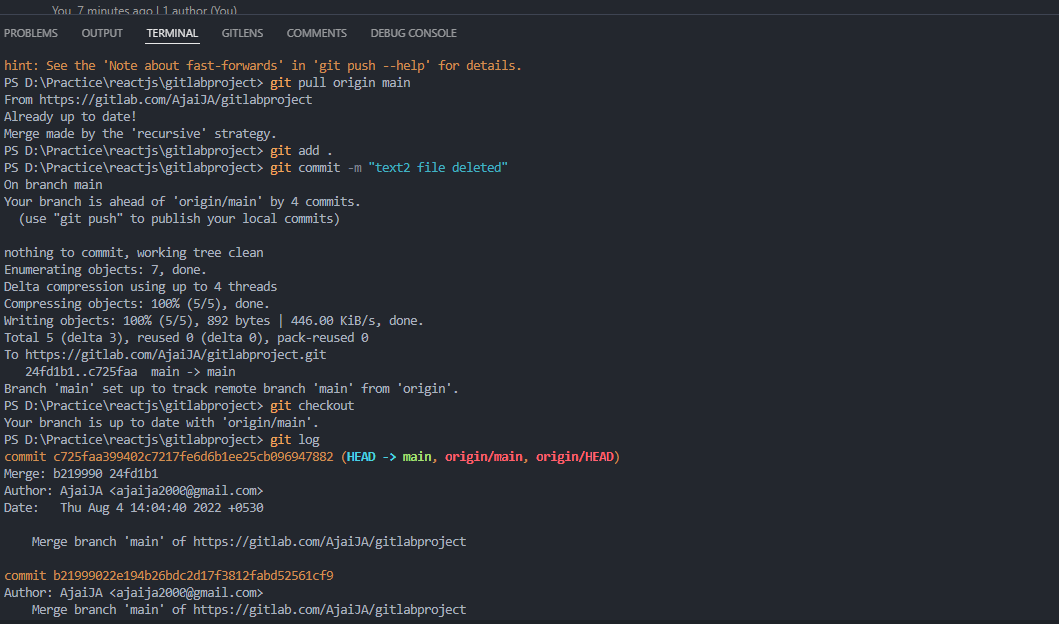 You, 7 minutes ago | 1 author (You)
PROBLEMS OUTPUT TERMINAL GITLENS COMMENTS DEBUG CONSOLE
hint: See the 'Note about fast-forwards' in 'git push --help' for details.
PS D:\Practice\reactjs\gitlabproject> git pull origin main
From https://gitlab.com/AjaiJA/gitlabproject
Already up to date!
Merge made by the 'recursive' strategy.
PS D:\Practice\reactjs\gitlabproject> git add .
PS D:\Practice\reactjs\gitlabproject> git commit -m "text2 file deleted"
On branch main
Your branch is ahead of 'origin/main' by 4 commits.
  (use "git push" to publish your local commits)

nothing to commit, working tree clean
Enumerating objects: 7, done.
Delta compression using up to 4 threads
Compressing objects: 100% (5/5), done.
Writing objects: 100% (5/5), 892 bytes | 446.00 KiB/s, done.
Total 5 (delta 3), reused 0 (delta 0), pack-reused 0
To https://gitlab.com/AjaiJA/gitlabproject.git
   24fd1b1..c725faa  main -> main
Branch 'main' set up to track remote branch 'main' from 'origin'.
PS D:\Practice\reactjs\gitlabproject> git checkout
Your branch is up to date with 'origin/main'.
PS D:\Practice\reactjs\gitlabproject> git log
commit c725faa399402c7217fe6d6b1ee25cb096947882 (HEAD -> main, origin/main, origin/HEAD)
Merge: b219990 24fd1b1
Author: AjaiJA <ajaija2000@gmail.com>
Date:   Thu Aug 4 14:04:40 2022 +0530

    Merge branch 'main' of https://gitlab.com/AjaiJA/gitlabproject

commit b21999022e194b26bdc2d17f3812fabd52561cf9
Author: AjaiJA <ajaija2000@gmail.com>
    Merge branch 'main' of https://gitlab.com/AjaiJA/gitlabproject